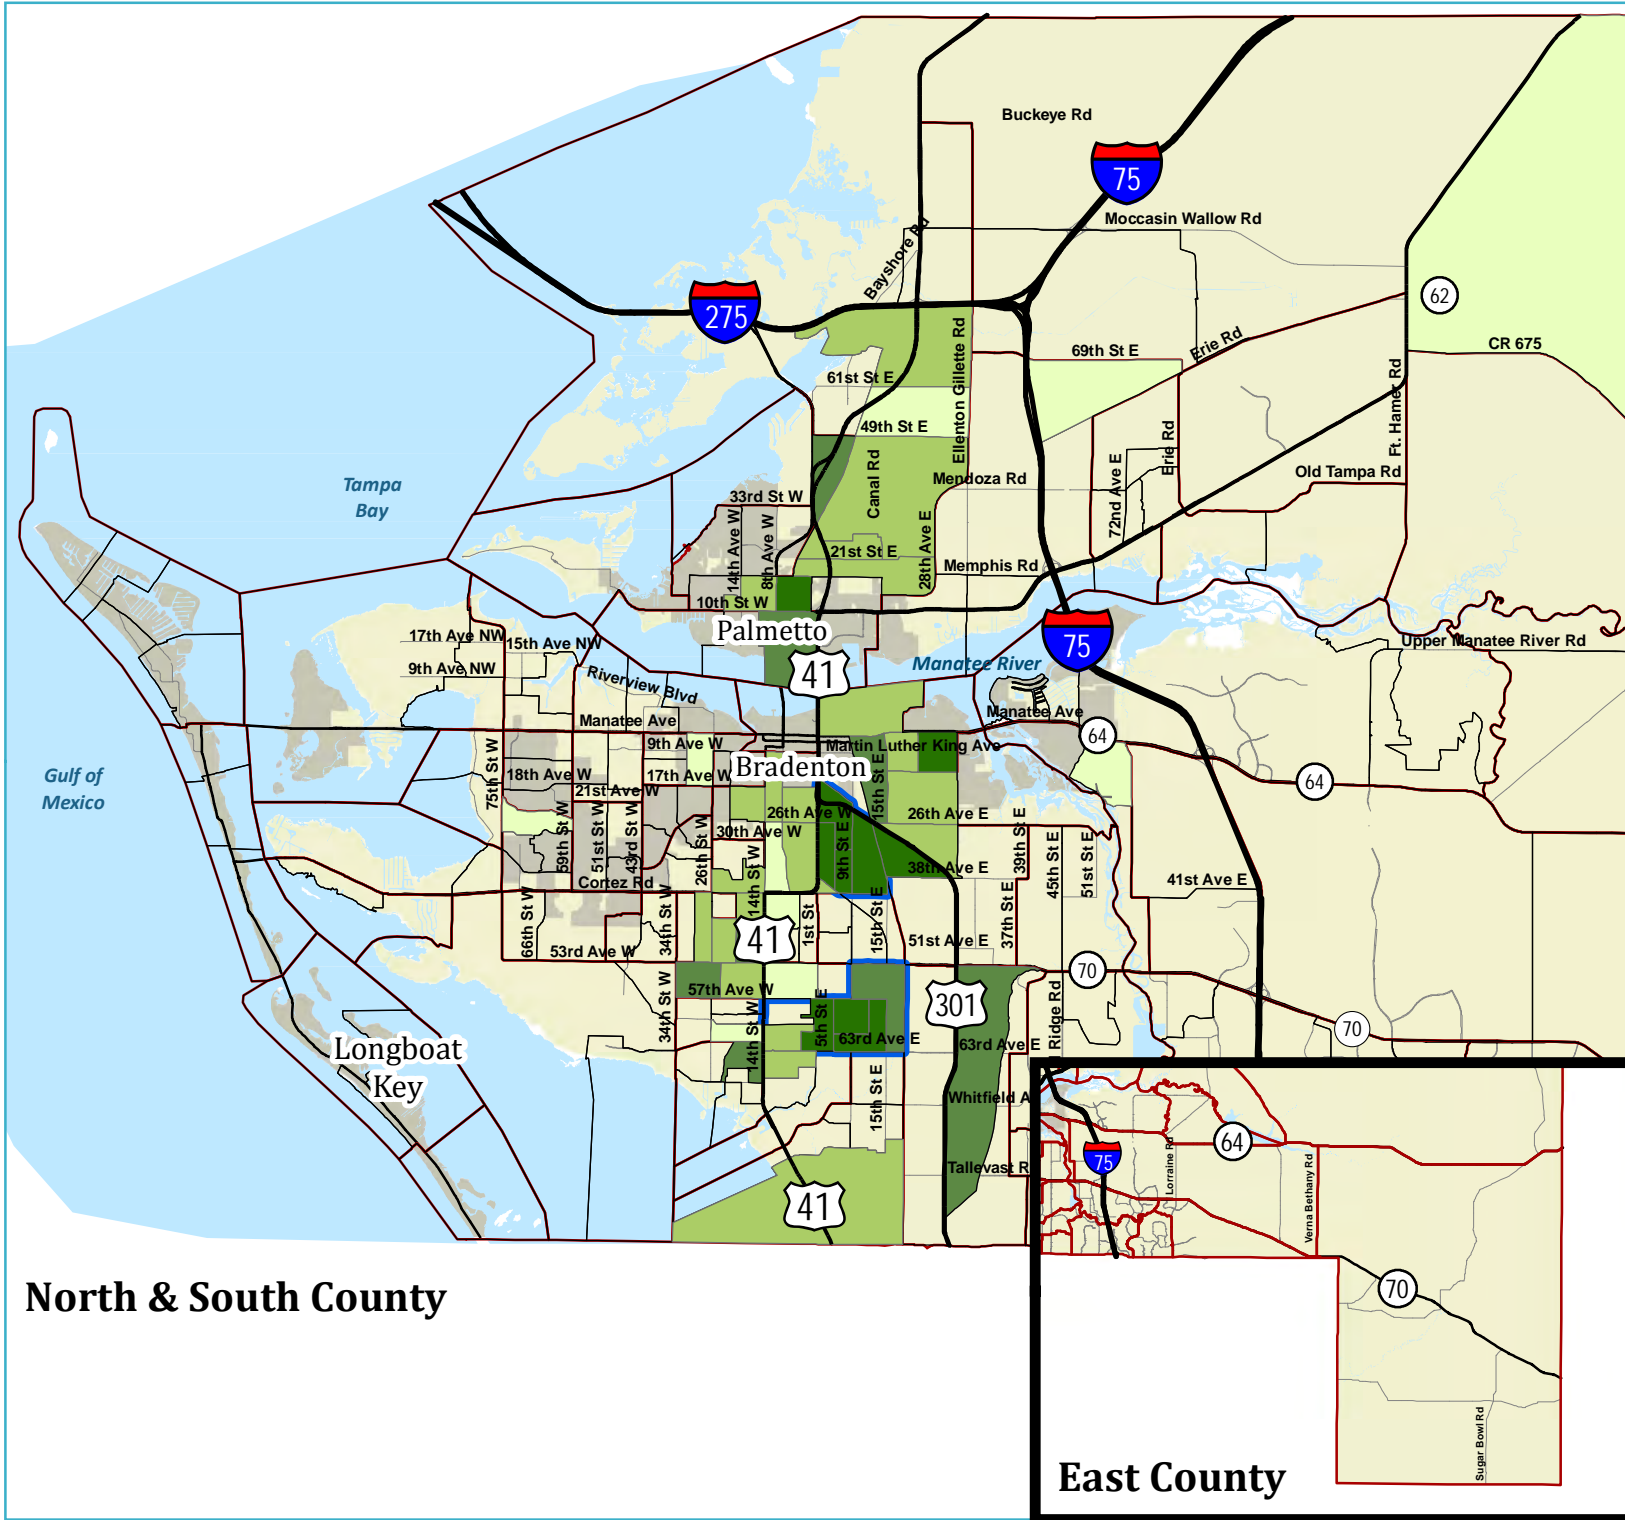 Buckeye Rd
75
Moccasin Wallow Rd
Bayshore Rd
62
275
Ellenton Gillette Rd
69th St E
Erie Rd
CR 675
61st St E
Ft. Hamer Rd
49th St E
Canal Rd
Mendoza Rd
72nd Ave E
Erie Rd
Old Tampa Rd
Tampa
Bay
33rd St W
14th Ave W
8th Ave W
21st St E
28th Ave E
Memphis Rd
10th St W
Palmetto
75
17th Ave NW
15th Ave NW
9th Ave NW
Upper Manatee River Rd
Manatee River
41
Riverview Blvd
Manatee Ave
Manatee Ave
64
9th Ave W
Martin Luther King Ave
75th St W
18th Ave W
17th Ave W
Bradenton
15th St E
64
Gulf of
Mexico
21st Ave W
26th Ave W
26th Ave E
59th St W
51st St W
43rd St W
26th St W
30th Ave W
14th St W
9th St E
38th Ave E
39th St E
45th St E
51st St E
41st Ave E
Cortez Rd
66th St W
34th St W
41
1st St
15th St E
37th St E
53rd Ave W
51st Ave E
70
34th St W
57th Ave W
14th St W
5th St E
301
Ridge Rd
70
63rd Ave E
63rd Ave E
Longboat
Key
15th St E
Whitfield A
Tallevast R
41
75
Lorraine Rd
64
Verna Bethany Rd
70
Sugar Bowl Rd
North & South County
East County